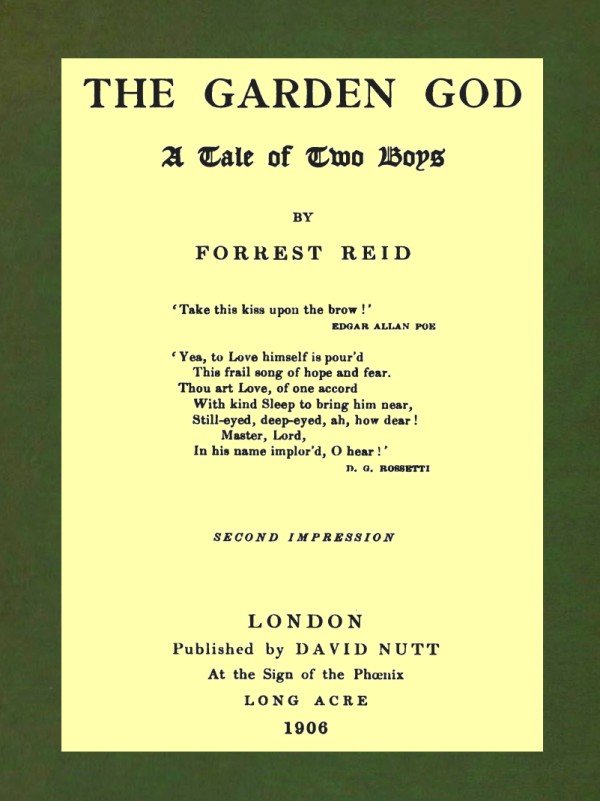 THE GARDEN GOD
A Tale of Two Boys
BY
FORREST REID
‘Take this kiss upon the brow !’
EDGAR ALLAN POE
‘Yea, to Love himself is pour’d
This frail song of hope and fear.
Thou art Love, of one accord
With kind Sleep to bring him near,
Still-eyed, deep-eyed, ah, how dear !
Master, Lord,
In his name implor’d, O hear !’
D. G. ROSSETTI
SECOND IMPRESSION
LONDON
Published by DAVID NUTT
At the Sign of the Phœnix
LONG ACRE
1906